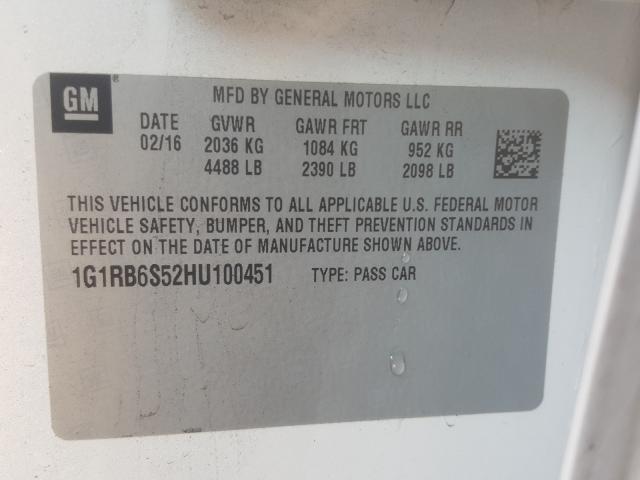 GM
MFD BY GENERAL MOTORS LLC
DATE GVWR GAWR FRT GAWR RR
02/16 2036 KG 1084 KG 952 KG
4488 LB 2390 LB 2098 LB
THIS VEHICLE CONFORMS TO ALL APPLICABLE U.S. FEDERAL MOTOR
VEHICLE SAFETY, BUMPER, AND THEFT PREVENTION STANDARDS IN
EFFECT ON THE DATE OF MANUFACTURE SHOWN ABOVE.
1G1RB6S52HU100451 TYPE: PASS CAR